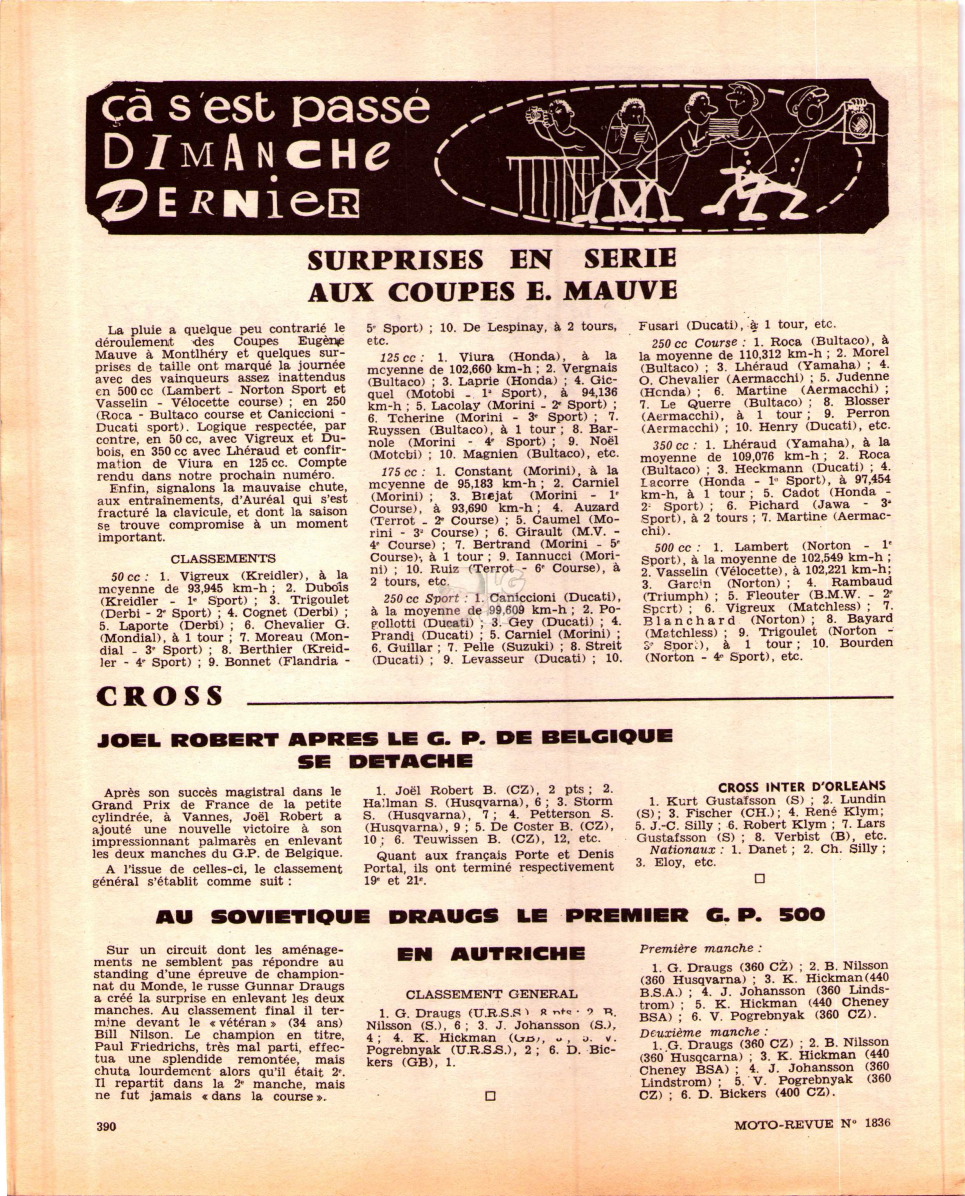 çà s'est passé
DIMANCHE
DERNIER
SURPRISES EN SERIE
AUX COUPES E. MAUVE
La pluie a quelque peu contrarié le
déroulement des Coupes Eugène
Mauve à Montlhéry et quelques sur-
prises de taille ont marqué la journée
avec des vainqueurs assez inattendus
en 500 cc (Lambert - Norton Sport et
Vasselin - Vélocette course) ; en 250
(Roca - Bultaco course et Caniccioni -
Ducati sport). Logique respectée, par
contre, en 50 cc, avec Vigreux et Du-
bois, en 350 cc avec Lhéraud et confir-
mation de Viura en 125 cc. Compte
rendu dans notre prochain numéro.
Enfin, signalons la mauvaise chute,
aux entraînements, d'Auréal qui s'est
fracturé la clavicule, et dont la saison
se trouve compromise à un moment
important.
CLASSEMENTS
50 cc : 1. Vigreux (Kreidler), à la
moyenne de 93,945 km-h ; 2. Dubois
(Kreidler - 1er Sport) ; 3. Trigoulet
(Derbi - 2e Sport) ; 4. Cognet (Derbi) ;
5. Laporte (Derbi) ; 6. Chevalier G.
(Mondial), à 1 tour ; 7. Moreau (Mon-
dial - 3e Sport) ; 8. Berthier (Kreid-
ler - 4e Sport) ; 9. Bonnet (Flandria -
5e Sport) ; 10. De Lespinay, à 2 tours,
etc.
125 cc : 1. Viura (Honda), à la
moyenne de 102,660 km-h ; 2. Vergnais
(Bultaco) ; 3. Laprie (Honda) ; 4. Gic-
quel (Motobi - 1er Sport), à 94,136
km-h ; 5. Lacolay (Morini - 2e Sport) ;
6. Tcherine (Morini - 3e Sport) ; 7.
Ruyssen (Bultaco), à 1 tour ; 8. Bar-
nole (Morini - 4e Sport) ; 9. Noël
(Motobi) ; 10. Magnien (Bultaco), etc.
175 cc : 1. Constant (Morini), à la
moyenne de 95,183 km-h ; 2. Carniel
(Morini) ; 3. Brejat (Morini - 1e
Course), à 93,690 km-h ; 4. Auzard
(Terrot - 2e Course) ; 5. Caumel (Mo-
rini - 3e Course) ; 6. Girault (M.V. -
4e Course) ; 7. Bertrand (Morini - 5e
Course), à 1 tour ; 9. Iannucci (Mori-
ni) ; 10. Ruiz (Terrot - 6e Course), à
2 tours, etc.
250 cc Sport : 1. Caniccioni (Ducati),
à la moyenne de 99,609 km-h ; 2. Po-
gollotti (Ducati) ; 3. Gey (Ducati) ; 4.
Prandi (Ducati) ; 5. Carniel (Morini) ;
6. Guillar ; 7. Pelle (Suzuki) ; 8. Streit
(Ducati) ; 9. Levasseur (Ducati) ; 10.
Fusari (Ducati), à 1 tour, etc.
250 cc Course : 1. Roca (Bultaco), à
la moyenne de 110,312 km-h ; 2. Morel
(Bultaco) ; 3. Lhéraud (Yamaha) ; 4.
O. Chevalier (Aermacchi) ; 5. Judenne
(Honda) ; 6. Martine (Aermacchi) ;
7. Le Querre (Bultaco) ; 8. Blosser
(Aermacchi), à 1 tour ; 9. Perron
(Aermacchi) ; 10. Henry (Ducati), etc.
350 cc : 1. Lhéraud (Yamaha), à la
moyenne de 109,076 km-h ; 2. Roca
(Bultaco) ; 3. Heckmann (Ducati) ; 4.
Lacorre (Honda - 1e Sport), à 97,454
km-h, à 1 tour ; 5. Cadot (Honda -
2e Sport) ; 6. Pichard (Jawa - 3e
Sport), à 2 tours ; 7. Martine (Aermac-
chi).
500 cc : 1. Lambert (Norton - 1e
Sport), à la moyenne de 102,549 km-h ;
2. Vasselin (Vélocette), à 102,221 km-h;
3. Garcin (Norton) ; 4. Rambaud
(Triumph) ; 5. Fleouter (B.M.W. - 2e
Sport) ; 6. Vigreux (Matchless) ; 7.
Blanchard (Norton) ; 8. Bayard
(Matchless) ; 9. Trigoulet (Norton -
3e Sport), à 1 tour ; 10. Bourden
(Norton - 4e Sport), etc.
CROSS
JOEL ROBERT APRES LE G. P. DE BELGIQUE
SE DETACHE
Après son succès magistral dans le
Grand Prix de France de la petite
cylindrée, à Vannes, Joël Robert a
ajouté une nouvelle victoire à son
impressionnant palmarès en enlevant
les deux manches du G.P. de Belgique.
A l'issue de celles-ci, le classement
général s'établit comme suit :
1. Joël Robert B. (CZ), 2 pts ; 2.
Hallman S. (Husqvarna), 6 ; 3. Storm
S. (Husqvarna), 7 ; 4. Petterson S.
(Husqvarna), 9 ; 5. De Coster B. (CZ),
10 ; 6. Teuwissen B. (CZ), 12, etc.
Quant aux français Porte et Denis
Portal, ils ont terminé respectivement
19e et 21e.
CROSS INTER D'ORLEANS
1. Kurt Gustafsson (S) ; 2. Lundin
(S); 3. Fischer (CH.); 4. René Klym;
5. J.-C. Silly ; 6. Robert Klym ; 7. Lars
Gustafsson (S) ; 8. Verbist (B), etc.
Nationaux : 1. Danet ; 2. Ch. Silly ;
3. Eloy, etc.
AU SOVIETIQUE DRAUGS LE PREMIER G. P. 500
EN AUTRICHE
Sur un circuit dont les aménage-
ments ne semblent pas répondre au
standing d'une épreuve de champion-
nat du Monde, le russe Gunnar Draugs
a créé la surprise en enlevant les deux
manches. Au classement final il ter-
mine devant le « vétéran » (34 ans)
Bill Nilson. Le champion en titre,
Paul Friedrichs, très mal parti, effec-
tua une splendide remontée, mais
chuta lourdement alors qu'il était 2e.
Il repartit dans la 2e manche, mais
ne fut jamais « dans la course ».
CLASSEMENT GENERAL
1. G. Draugs (U.R.S.S.), 8 pts ; 2. B.
Nilsson (S.), 6 ; 3. J. Johansson (S.),
4 ; 4. K. Hickman (GB), ; 5. V.
Pogrebnyak (U.R.S.S.), 2 ; 6. D. Bic-
kers (GB), 1.
Première manche :
1. G. Draugs (360 CZ) ; 2. B. Nilsson
(360 Husqvarna) ; 3. K. Hickman (440
B.S.A.) ; 4. J. Johansson (360 Linds-
trom) ; 5. K. Hickman (440 Cheney
BSA) ; 6. V. Pogrebnyak (360 CZ).
Deuxième manche :
1. G. Draugs (360 CZ) ; 2. B. Nilsson
(360 Husqcarna) ; 3. K. Hickman (440
Cheney BSA) ; 4. J. Johansson (360
Lindstrom) ; 5. V. Pogrebnyak (360
CZ) ; 6. D. Bickers (400 CZ).
390
MOTO-REVUE No 1836